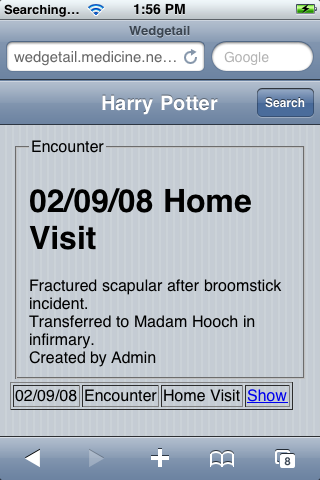 Searching...
1:56 PM
Wedgetail
wedgetail.medicine.ne...
Google
Harry Potter
Search
Encounter
02/09/08 Home
Visit
Fractured scapular after broomstick
incident.
Transferred to Madam Hooch in
infirmary.
Created by Admin
02/09/08 Encounter Home Visit Show
8